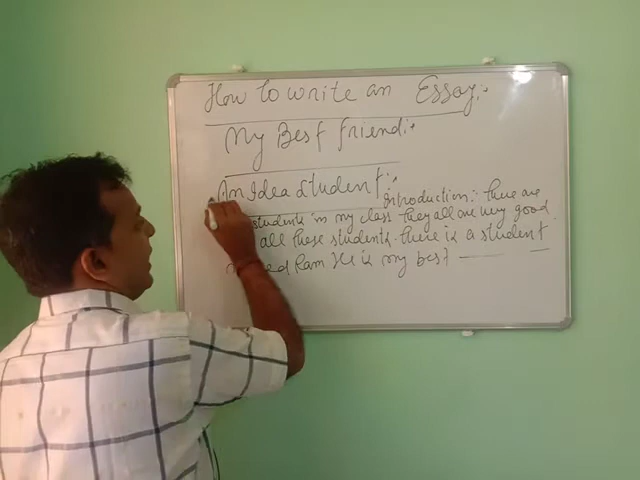 How to write an Essay:-
My Best friend:-
An Idea Student:-
Introduction:- there are
students in my class they all are very good
all these students. there is a student
Ram He is my best